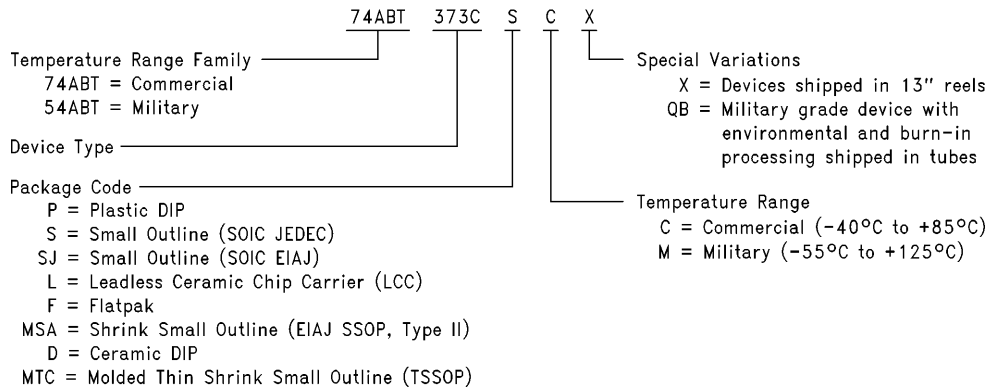 74ABT 373C S C X
Temperature Range Family
74ABT = Commercial
54ABT = Military
Device Type
Package Code
P = Plastic DIP
S = Small Outline (SOIC JEDEC)
SJ = Small Outline (SOIC EIAJ)
L = Leadless Ceramic Chip Carrier (LCC)
F = Flatpak
MSA = Shrink Small Outline (EIAJ SSOP, Type II)
D = Ceramic DIP
MTC = Molded Thin Shrink Small Outline (TSSOP)
Special Variations
X = Devices shipped in 13" reels
QB = Military grade device with
environmental and burn-in
processing shipped in tubes
Temperature Range
C = Commercial (-40°C to +85°C)
M = Military (-55°C to +125°C)